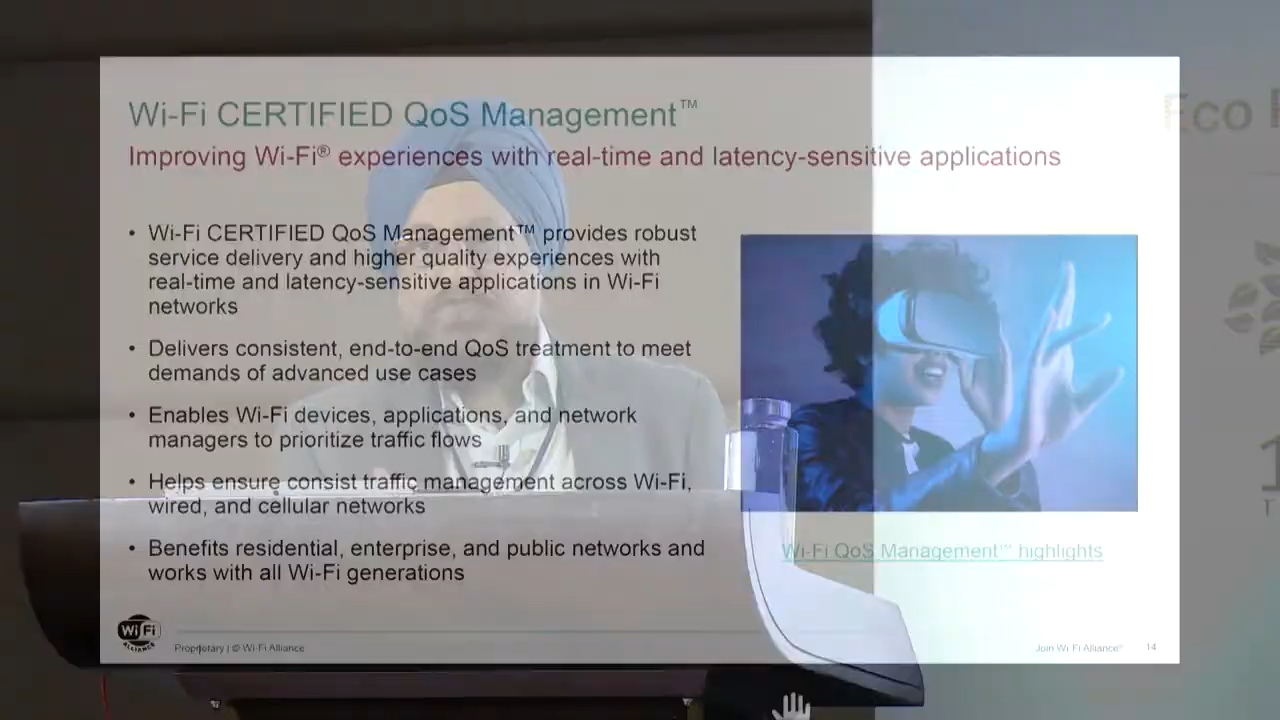 Wi-Fi CERTIFIED QoS Management™
Improving Wi-Fi® experiences with real-time and latency-sensitive applications
• Wi-Fi CERTIFIED QoS Management™ provides robust
service delivery and higher quality experiences with
real-time and latency-sensitive applications in Wi-Fi
networks
• Delivers consistent, end-to-end QoS treatment to meet
demands of advanced use cases
• Enables Wi-Fi devices, applications, and network
managers to prioritize traffic flows
• Helps ensure consist traffic management across Wi-Fi,
wired, and cellular networks
• Benefits residential, enterprise, and public networks and
works with all Wi-Fi generations
Wi-Fi QoS Management™ highlights
Wi Fi
ALLIANCE
Proprietary | © Wi-Fi Alliance
Join Wi-Fi Alliance®
14
Eco